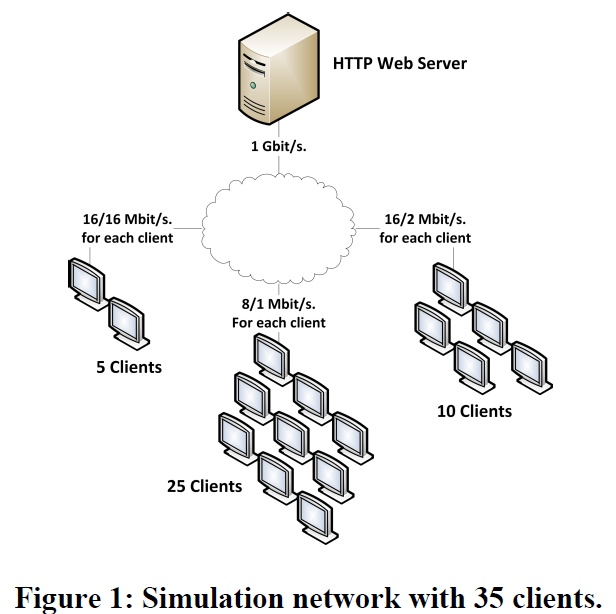 HTTP Web Server
1 Gbit/s.
16/16 Mbit/s.
for each client
16/2 Mbit/s.
for each client
8/1 Mbit/s.
For each client
5 Clients
10 Clients
25 Clients
Figure 1: Simulation network with 35 clients.